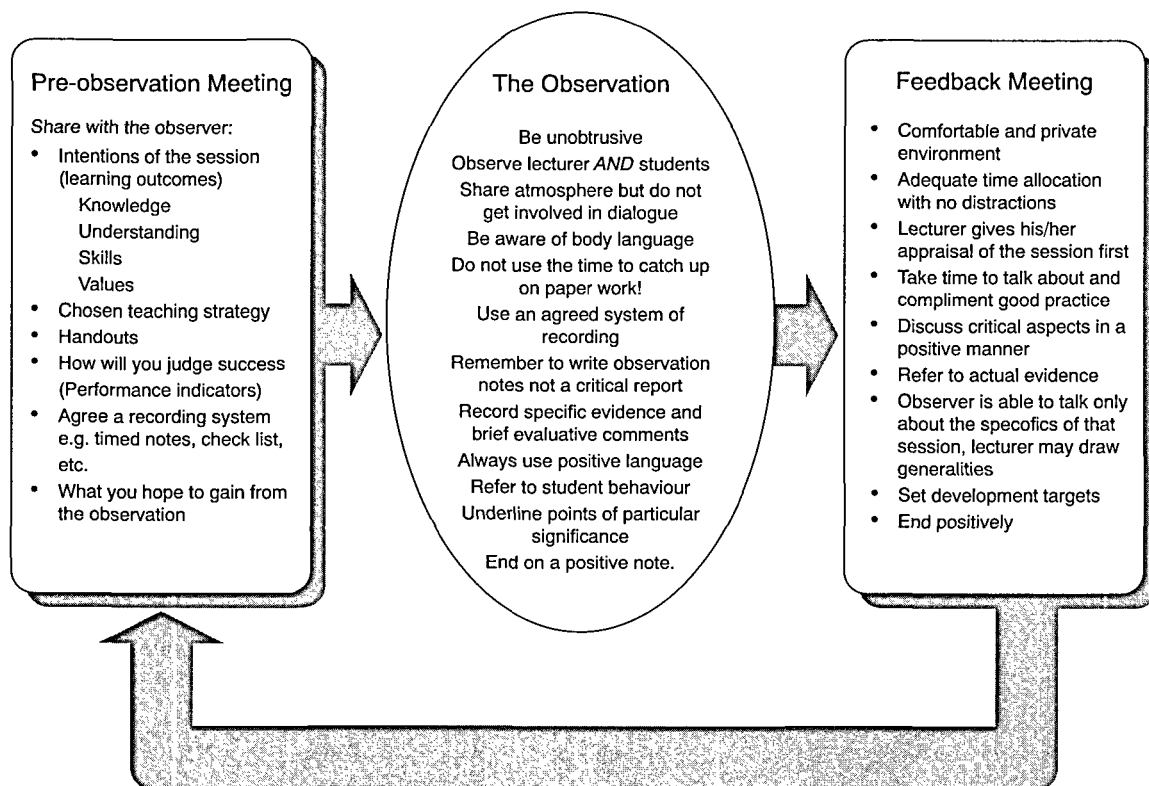 Pre-observation Meeting
Share with the observer:
• Intentions of the session
(learning outcomes)
Knowledge
Understanding
Skills
Values
• Chosen teaching strategy
• Handouts
• How will you judge success
(Performance indicators)
• Agree a recording system
e.g. timed notes, check list,
etc.
• What you hope to gain from
the observation
The Observation
Be unobtrusive
Observe lecturer AND students
Share atmosphere but do not
get involved in dialogue
Be aware of body language
Do not use the time to catch up
on paper work!
Use an agreed system of
recording
Remember to write observation
notes not a critical report
Record specific evidence and
brief evaluative comments
Always use positive language
Refer to student behaviour
Underline points of particular
significance
End on a positive note.
Feedback Meeting
• Comfortable and private
environment
• Adequate time allocation
with no distractions
• Lecturer gives his/her
appraisal of the session first
• Take time to talk about and
compliment good practice
• Discuss critical aspects in a
positive manner
• Refer to actual evidence
• Observer is able to talk only
about the specofics of that
session, lecturer may draw
generalities
• Set development targets
• End positively